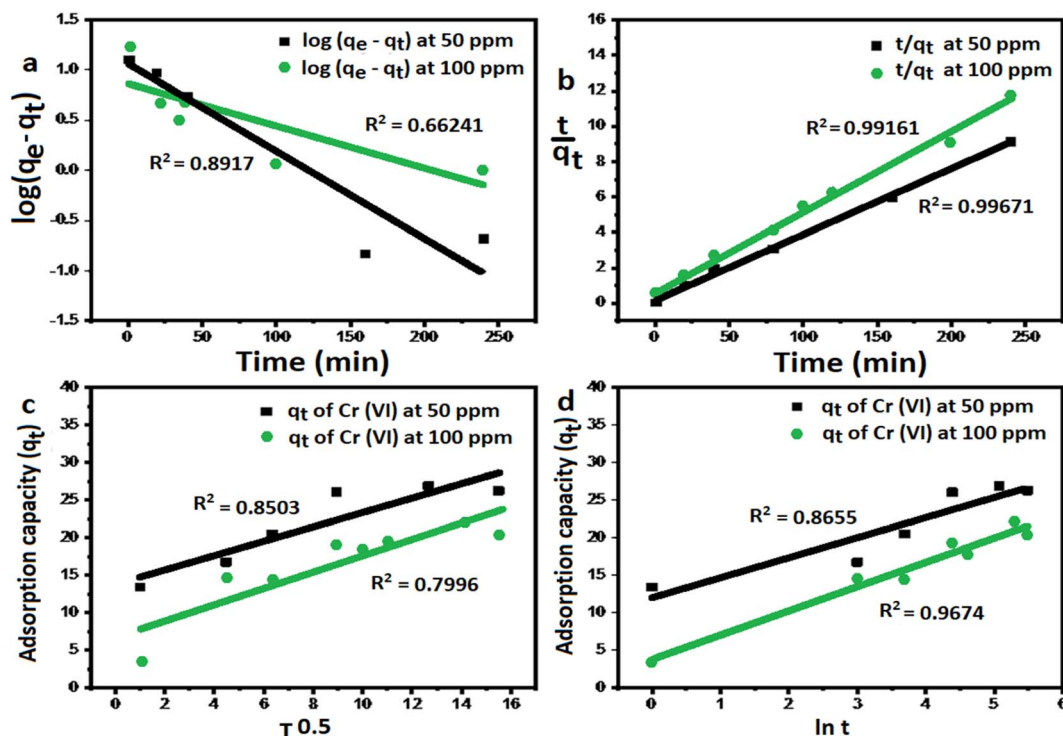 a
log (qe - qt) at 50 ppm
log (qe - qt) at 100 ppm
R² = 0.66241
R² = 0.8917
log(qe - qt)
1.5
1.0
0.5
0.0
-0.5
-1.0
-1.5
0 50 100 150 200 250
Time (min)
b
t/qt at 50 ppm
t/qt at 100 ppm
R² = 0.99161
R² = 0.99671
t
qt
16
14
12
10
8
6
4
2
0
0 50 100 150 200 250
Time (min)
c
qt of Cr (VI) at 50 ppm
qt of Cr (VI) at 100 ppm
R² = 0.8503
R² = 0.7996
Adsorption capacity (qt)
40
35
30
25
20
15
10
5
0
0 2 4 6 8 10 12 14 16
T 0.5
d
qt of Cr (VI) at 50 ppm
qt of Cr (VI) at 100 ppm
R² = 0.8655
R² = 0.9674
Adsorption capacity (qt)
40
35
30
25
20
15
10
5
0
0 1 2 3 4 5 6
ln t